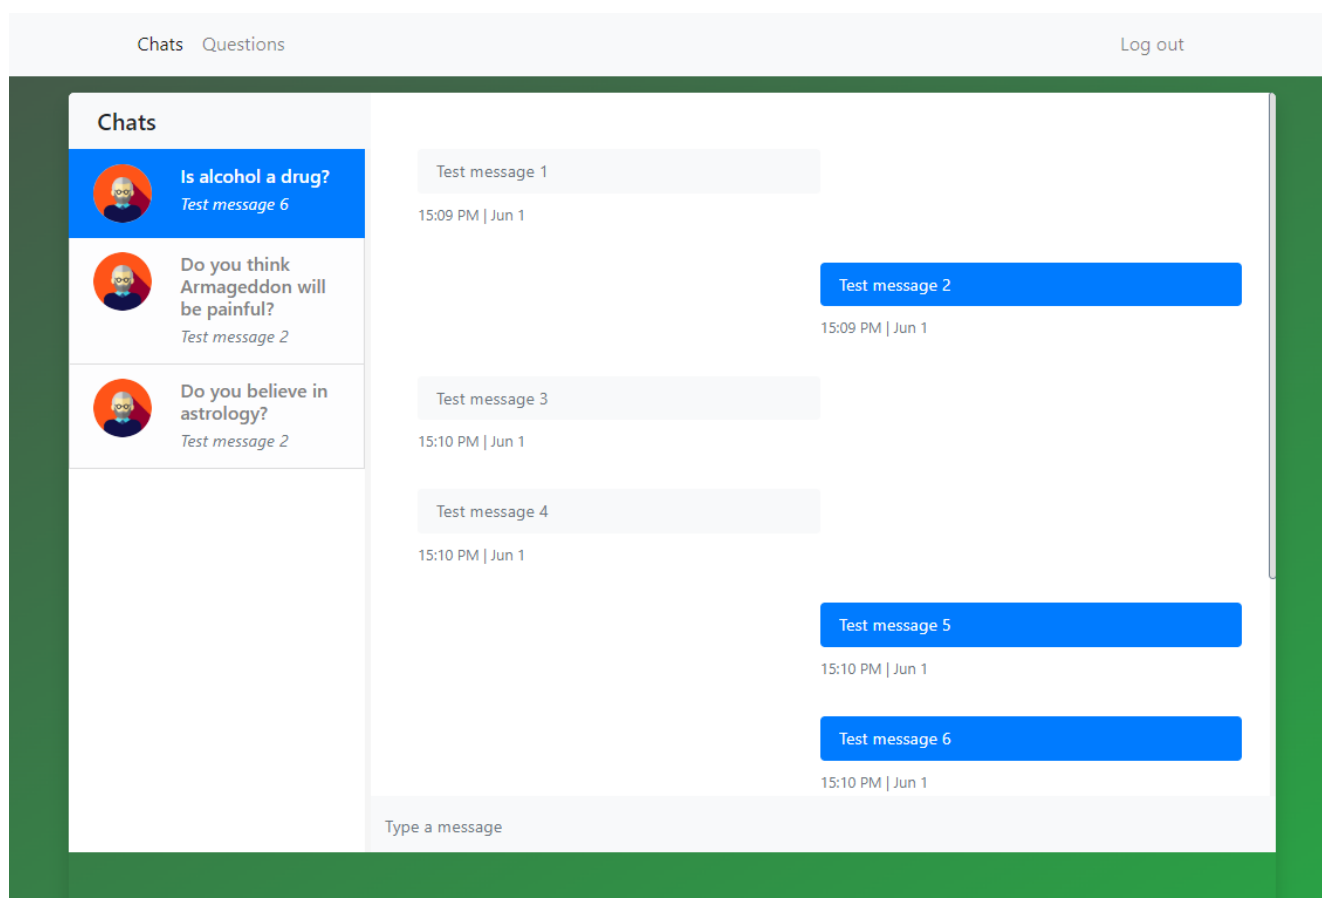 Chats Questions Log out
Chats
Is alcohol a drug?
Test message 6
Do you think
Armageddon will
be painful?
Test message 2
Do you believe in
astrology?
Test message 2
Test message 1
15:09 PM | Jun 1
Test message 2
15:09 PM | Jun 1
Test message 3
15:10 PM | Jun 1
Test message 4
15:10 PM | Jun 1
Test message 5
15:10 PM | Jun 1
Test message 6
15:10 PM | Jun 1
Type a message